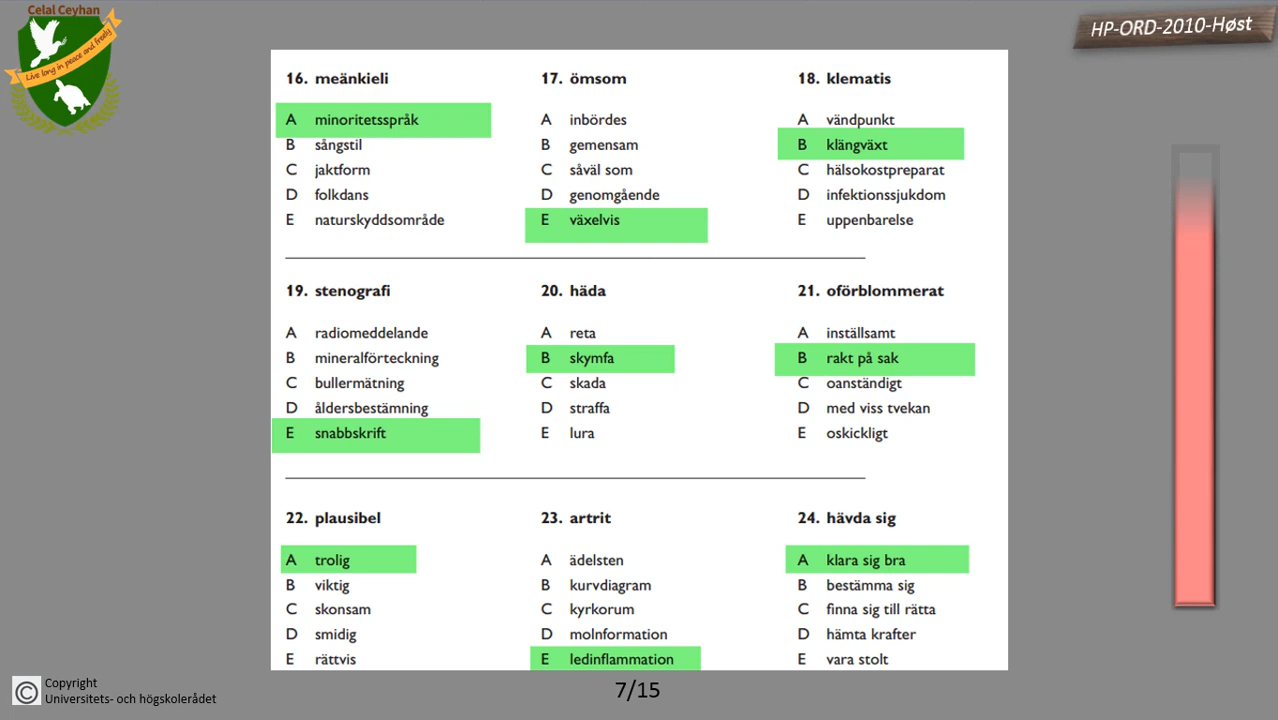 Celal Ceyhan
Live long in peace and freely
HP-ORD-2010-Høst
16. meänkieli
A minoritetsspråk
B sångstil
C jaktform
D folkdans
E naturskyddsområde
17. ömsom
A inbördes
B gemensam
C såväl som
D genomgående
E växelvis
18. klematis
A vändpunkt
B klängväxt
C hälsokostpreparat
D infektionssjukdom
E uppenbarelse
19. stenografi
A radiomeddelande
B mineralförteckning
C bullermätning
D åldersbestämning
E snabbskrift
20. häda
A reta
B skymfa
C skada
D straffa
E lura
21. oförblommerat
A inställsamt
B rakt på sak
C oanständigt
D med viss tvekan
E oskickligt
22. plausibel
A trolig
B viktig
C skonsam
D smidig
E rättvis
23. artrit
A ädelsten
B kurvdiagram
C kyrkorum
D molnformation
E ledinflammation
24. hävda sig
A klara sig bra
B bestämma sig
C finna sig till rätta
D hämta krafter
E vara stolt
© Copyright
Universitets- och högskolerådet
7/15